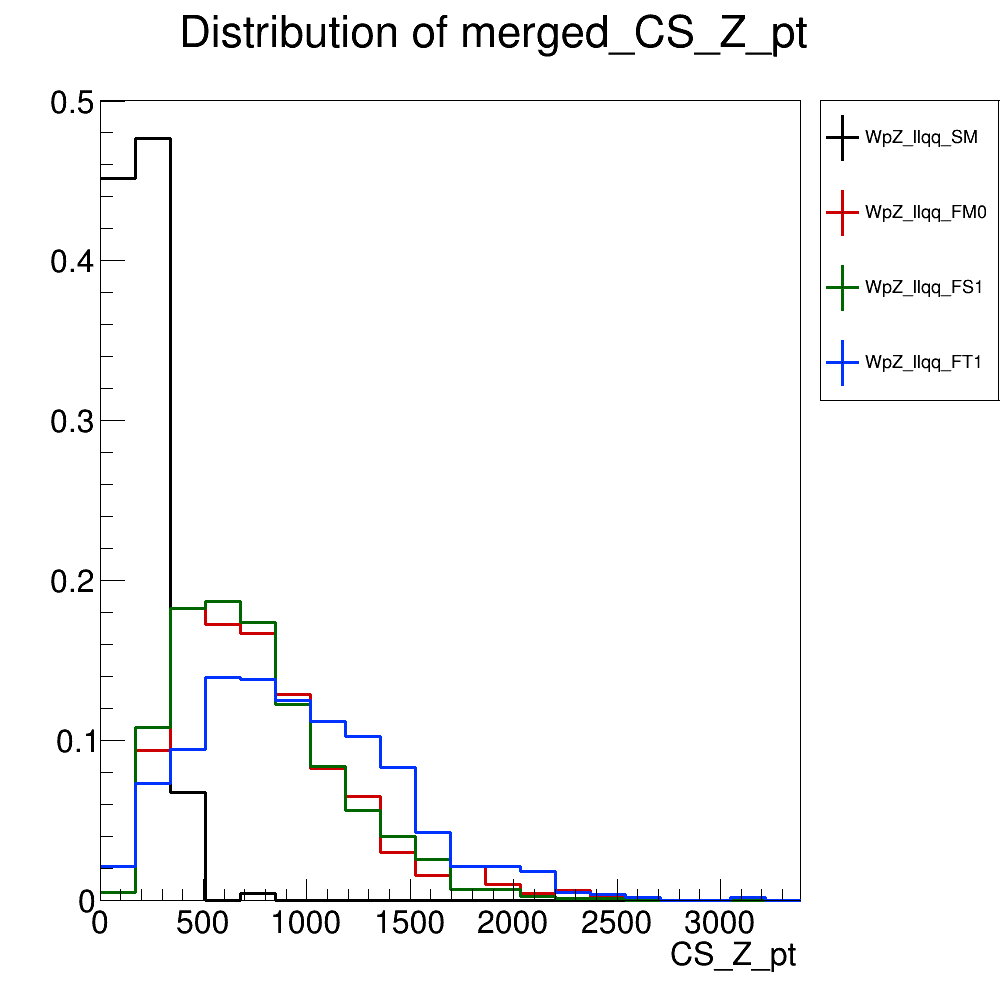 Distribution of merged_CS_Z_pt
0.5
0.4
0.3
0.2
0.1
0
0 500 1000 1500 2000 2500 3000
CS_Z_pt
WpZ_llqq_SM
WpZ_llqq_FM0
WpZ_llqq_FS1
WpZ_llqq_FT1